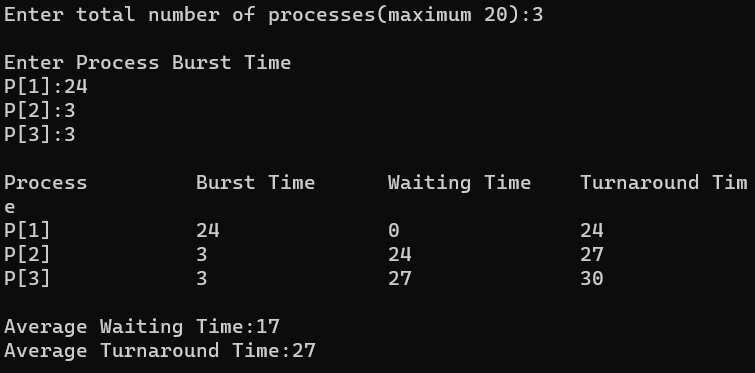 Enter total number of processes(maximum 20):3
Enter Process Burst Time
P[1]:24
P[2]:3
P[3]:3
Process Burst Time Waiting Time Turnaround Tim
e
P[1] 24 0 24
P[2] 3 24 27
P[3] 3 27 30
Average Waiting Time:17
Average Turnaround Time:27